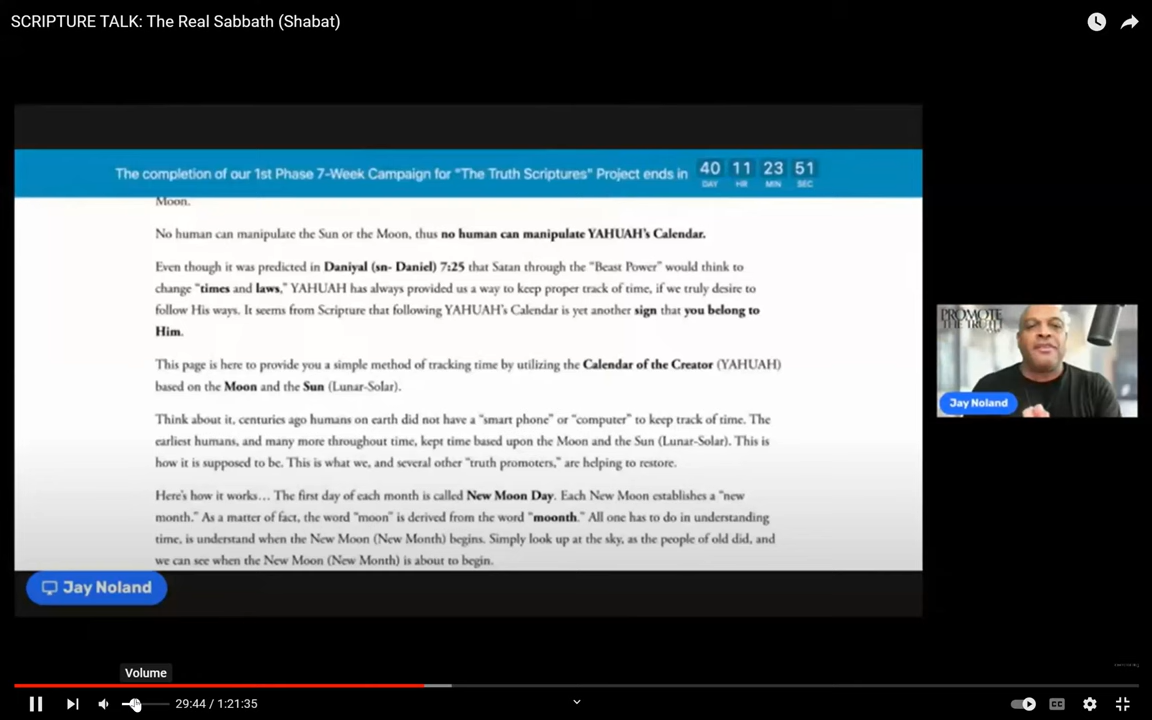 SCRIPTURE TALK: The Real Sabbath (Shabat)
The completion of our 1st Phase 7-Week Campaign for "The Truth Scriptures" Project ends in
40 11 23 51
DAY HR MIN SEC
Moon.
No human can manipulate the Sun or the Moon, thus no human can manipulate YAHUAH's Calendar.
Even though it was predicted in Daniyal (sn- Daniel) 7:25 that Satan through the "Beast Power" would think to
change "times and laws," YAHUAH has always provided us a way to keep proper track of time, if we truly desire to
follow His ways. It seems from Scripture that following YAHUAH's Calendar is yet another sign that you belong to
Him.
This page is here to provide you a simple method of tracking time by utilizing the Calendar of the Creator (YAHUAH)
based on the Moon and the Sun (Lunar-Solar).
Think about it, centuries ago humans on earth did not have a "smart phone" or "computer" to keep track of time. The
earliest humans, and many more throughout time, kept time based upon the Moon and the Sun (Lunar-Solar). This is
how it is supposed to be. This is what we, and several other "truth promoters," are helping to restore.
Here's how it works... The first day of each month is called New Moon Day. Each New Moon establishes a "new
month." As a matter of fact, the word "moon" is derived from the word "moonth." All one has to do in understanding
time, is understand when the New Moon (New Month) begins. Simply look up at the sky, as the people of old did, and
we can see when the New Moon (New Month) is about to begin.
Jay Noland
PROMOTE
THE TRUTH
Jay Noland
Volume
29:44 / 1:21:35
CC